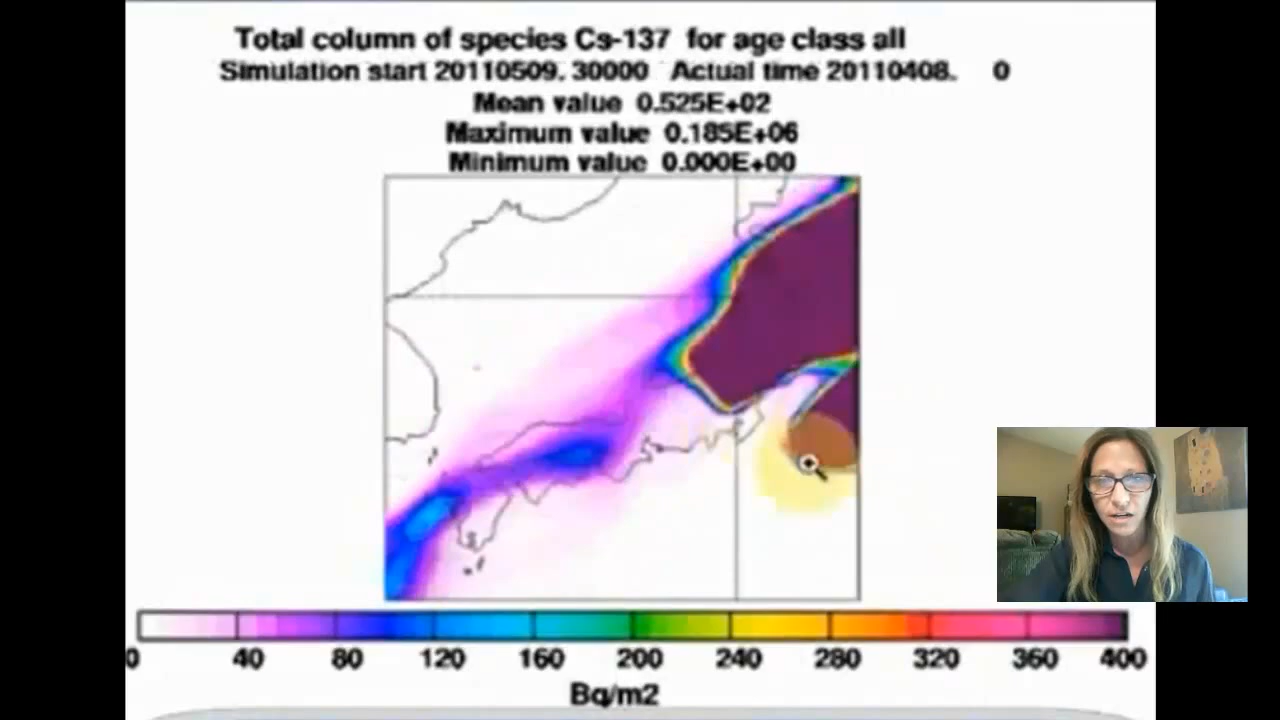 Total column of species Cs-137 for age class all
Simulation start 20110509. 30000 Actual time 20110408. 0
Mean value 0.525E+02
Maximum value 0.185E+06
Minimum value 0.000E+00
0 40 80 120 160 200 240 280 320 360 400
Bq/m2